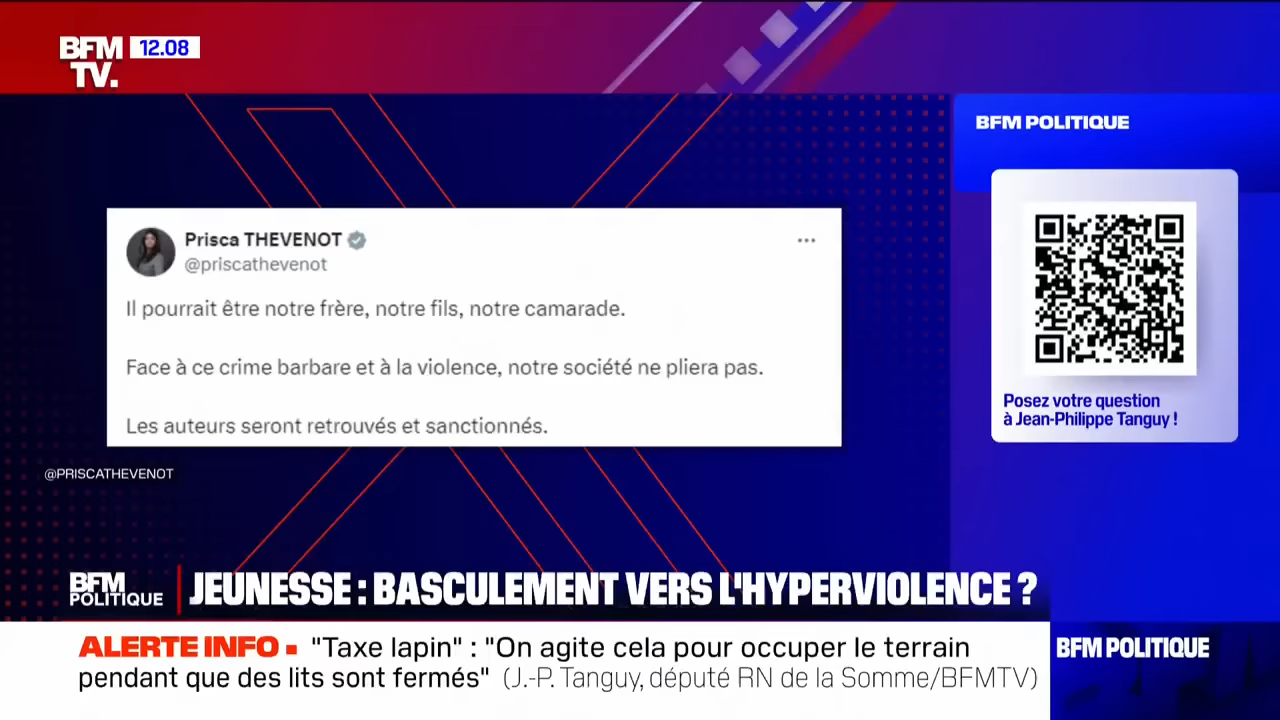 BFM 12.08
TV.
BFM POLITIQUE
Prisca THEVENOT
@priscathevenot
Il pourrait être notre frère, notre fils, notre camarade.
Face à ce crime barbare et à la violence, notre société ne pliera pas.
Les auteurs seront retrouvés et sanctionnés.
Posez votre question
à Jean-Philippe Tanguy !
@PRISCATHEVENOT
BFM
POLITIQUE
JEUNESSE : BASCULEMENT VERS L'HYPERVIOLENCE ?
ALERTE INFO "Taxe lapin" : "On agite cela pour occuper le terrain
pendant que des lits sont fermés" (J.-P. Tanguy, député RN de la Somme/BFMTV)
BFM POLITIQUE